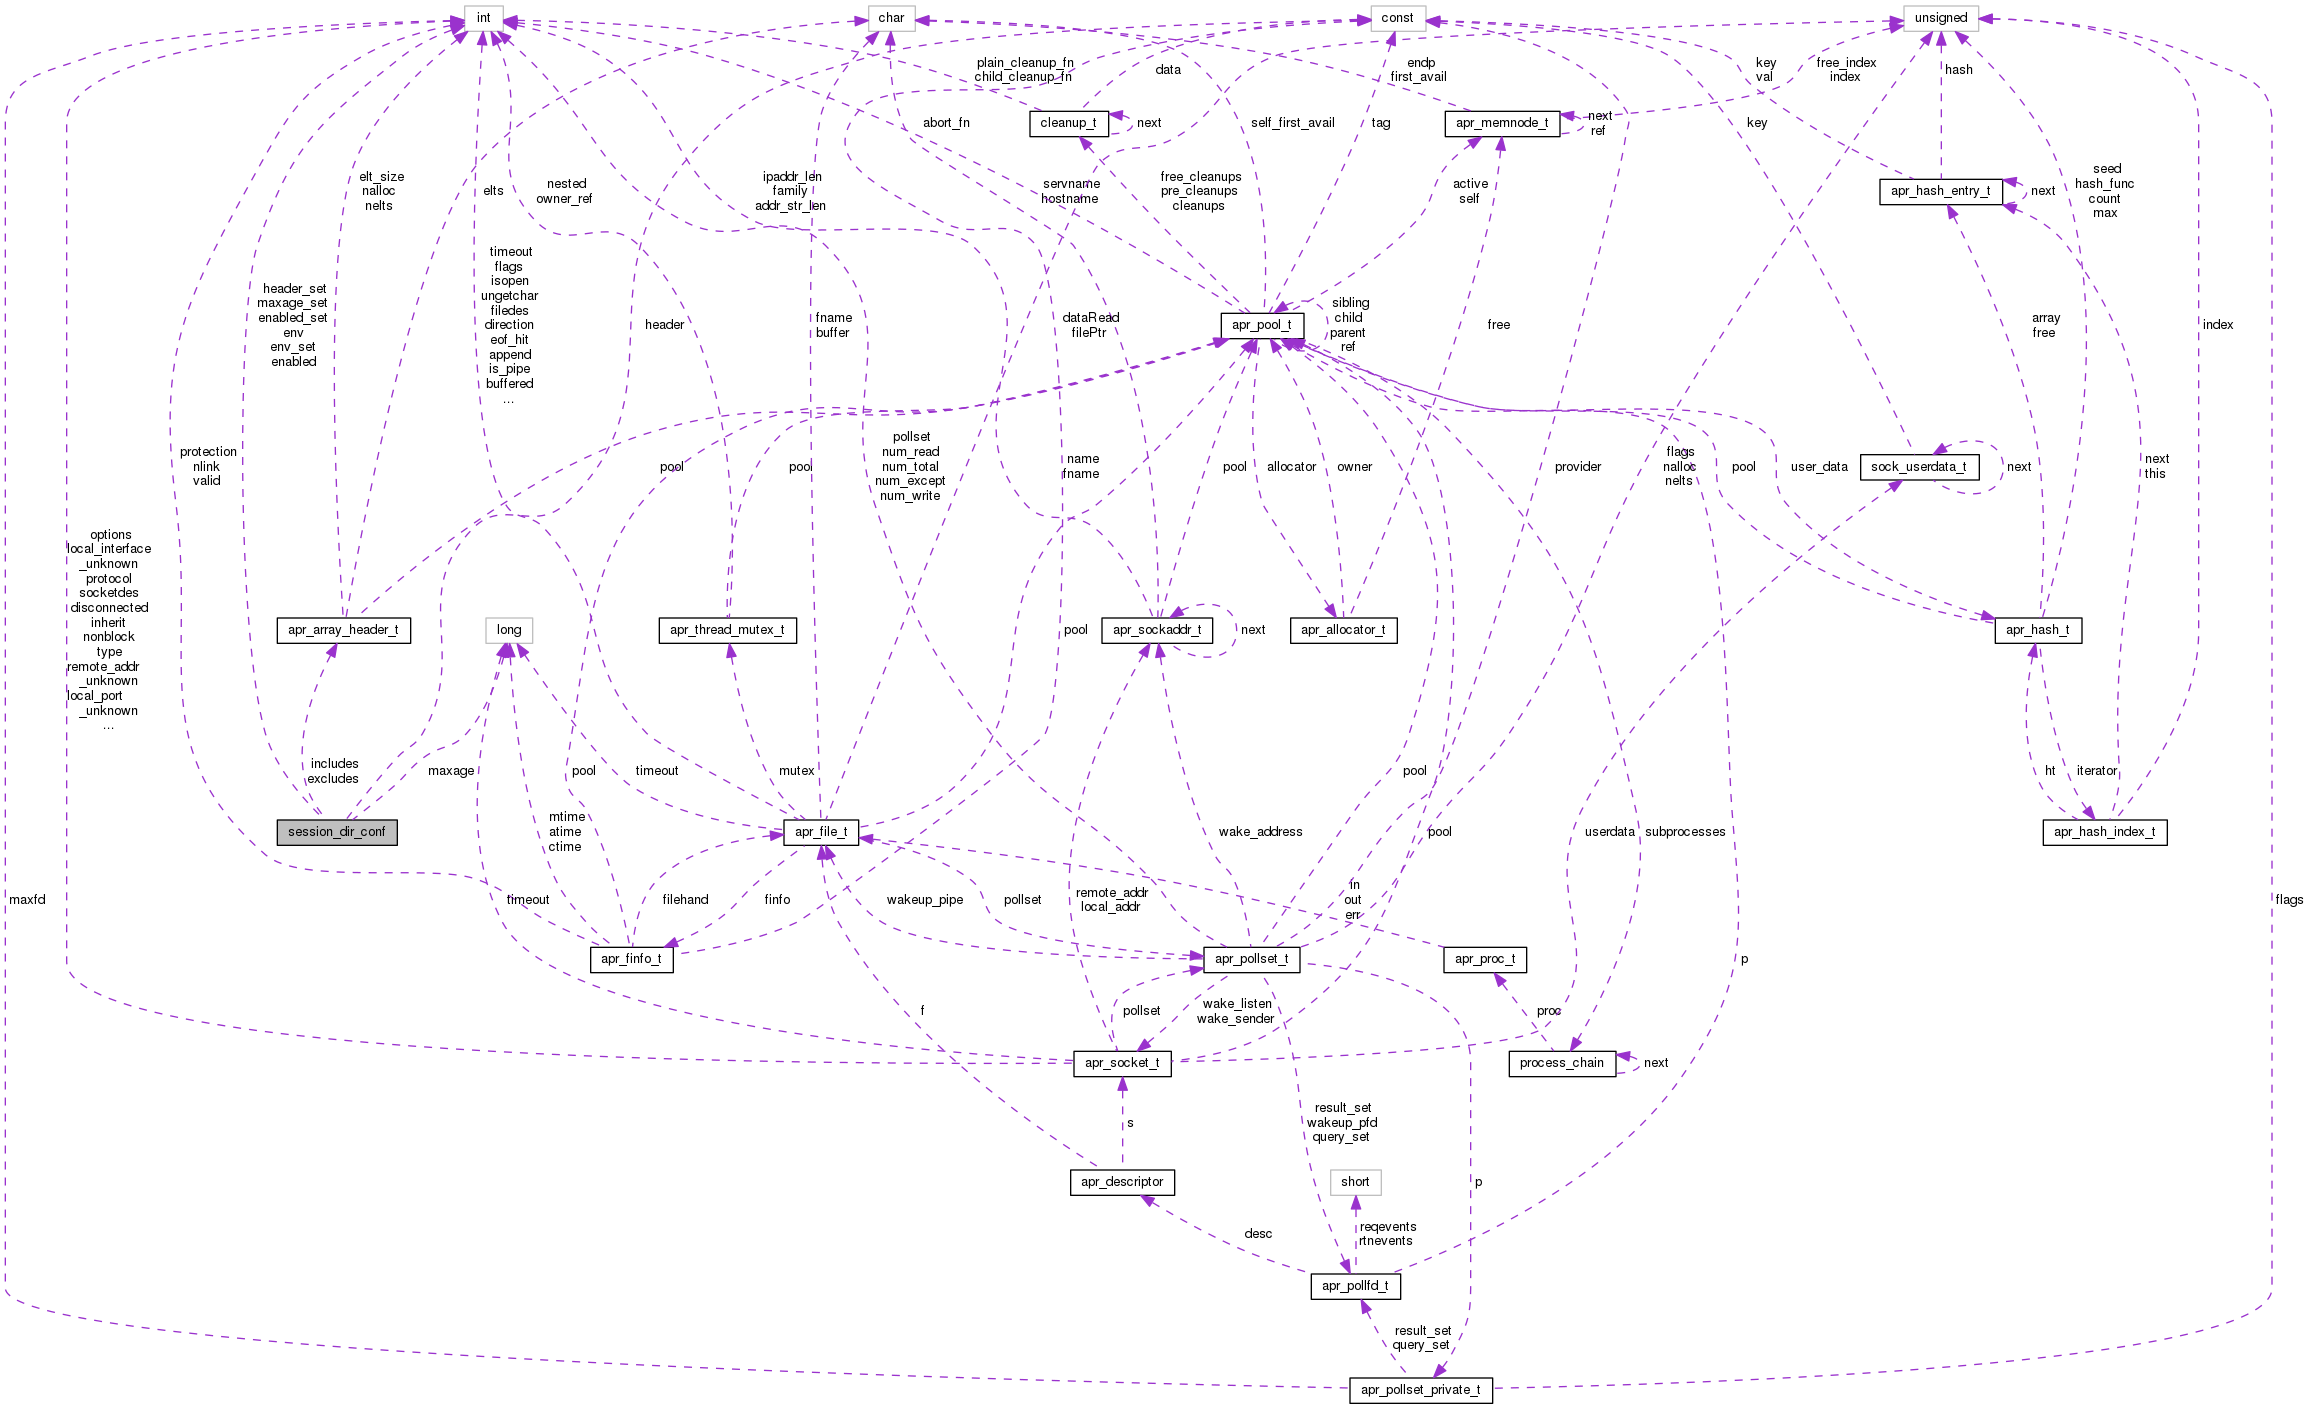 int
char
const
unsigned
plain_cleanup_fn
child_cleanup_fn
data
endp
first_avail
key
val
free_index
index
hash
cleanup_t
next
apr_memnode_t
next
ref
abort_fn
self_first_avail
tag
key
elt_size
nalloc
nelts
elts
nested
owner_ref
ipaddr_len
family
addr_str_len
servname
hostname
free_cleanups
pre_cleanups
cleanups
active
self
apr_hash_entry_t
next
seed
hash_func
count
max
timeout
flags
isopen
ungetchar
filedes
direction
eof_hit
append
is_pipe
buffered
...
header_set
maxage_set
enabled_set
env
env_set
enabled
header
fname
buffer
dataRead
filePtr
apr_pool_t
sibling
child
parent
ref
free
array
free
index
protection
nlink
valid
pool
pool
pollset
num_read
num_total
num_except
num_write
name
fname
pool
allocator
owner
provider
flags
nalloc
nelts
pool
user_data
sock_userdata_t
next
next
this
options
local_interface
_unknown
protocol
socketdes
disconnected
inherit
nonblock
type
remote_addr
_unknown
local_port
_unknown
...
apr_array_header_t
long
apr_thread_mutex_t
pool
apr_sockaddr_t
next
apr_allocator_t
apr_hash_t
includes
excludes
maxage
pool
timeout
mutex
ht
iterator
session_dir_conf
mtime
atime
ctime
apr_file_t
wake_address
pool
userdata
subprocesses
apr_hash_index_t
maxfd
timeout
filehand
finfo
wakeup_pipe
pollset
remote_addr
local_addr
in
out
err
flags
apr_finfo_t
apr_pollset_t
apr_proc_t
p
f
pollset
wake_listen
wake_sender
proc
apr_socket_t
process_chain
next
s
result_set
wakeup_pfd
query_set
apr_descriptor
short
p
desc
reqevents
rtnevents
apr_pollfd_t
result_set
query_set
apr_pollset_private_t